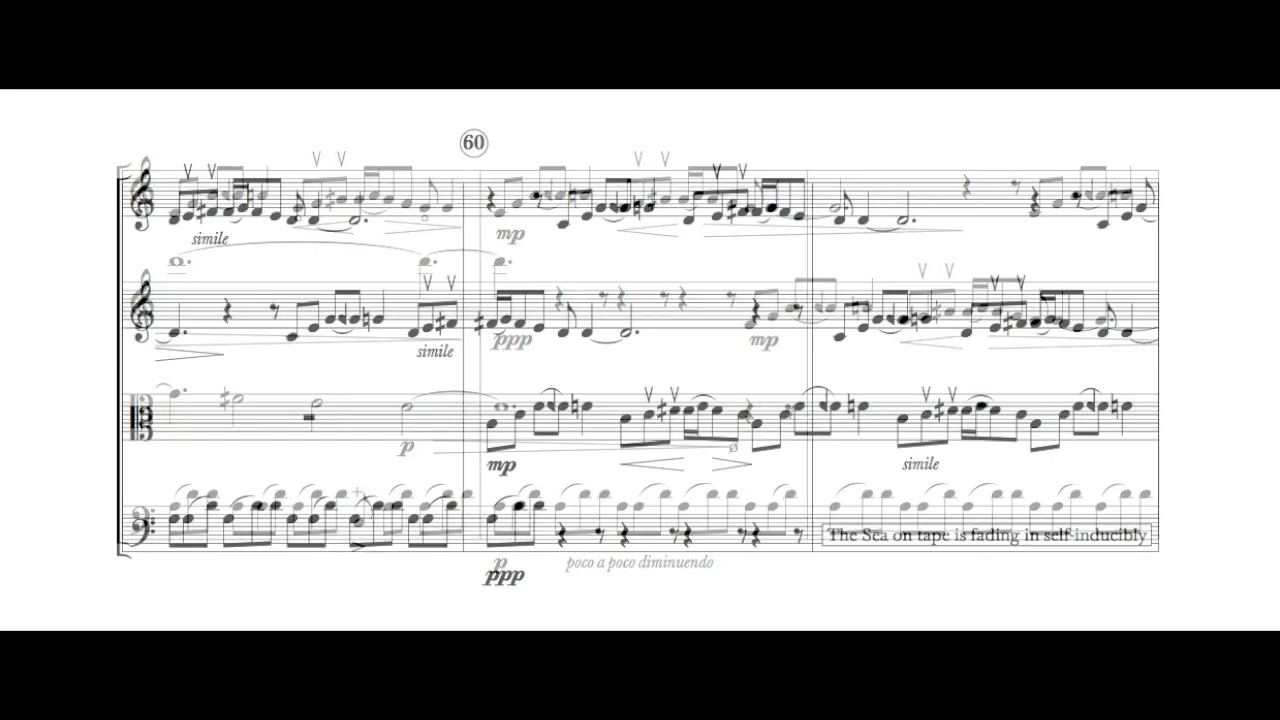 60
simile
mp
simile
ppp
mp
p
mp
simile
The Sea on tape is fading in self-inducibly
p
poco a poco diminuendo
ppp